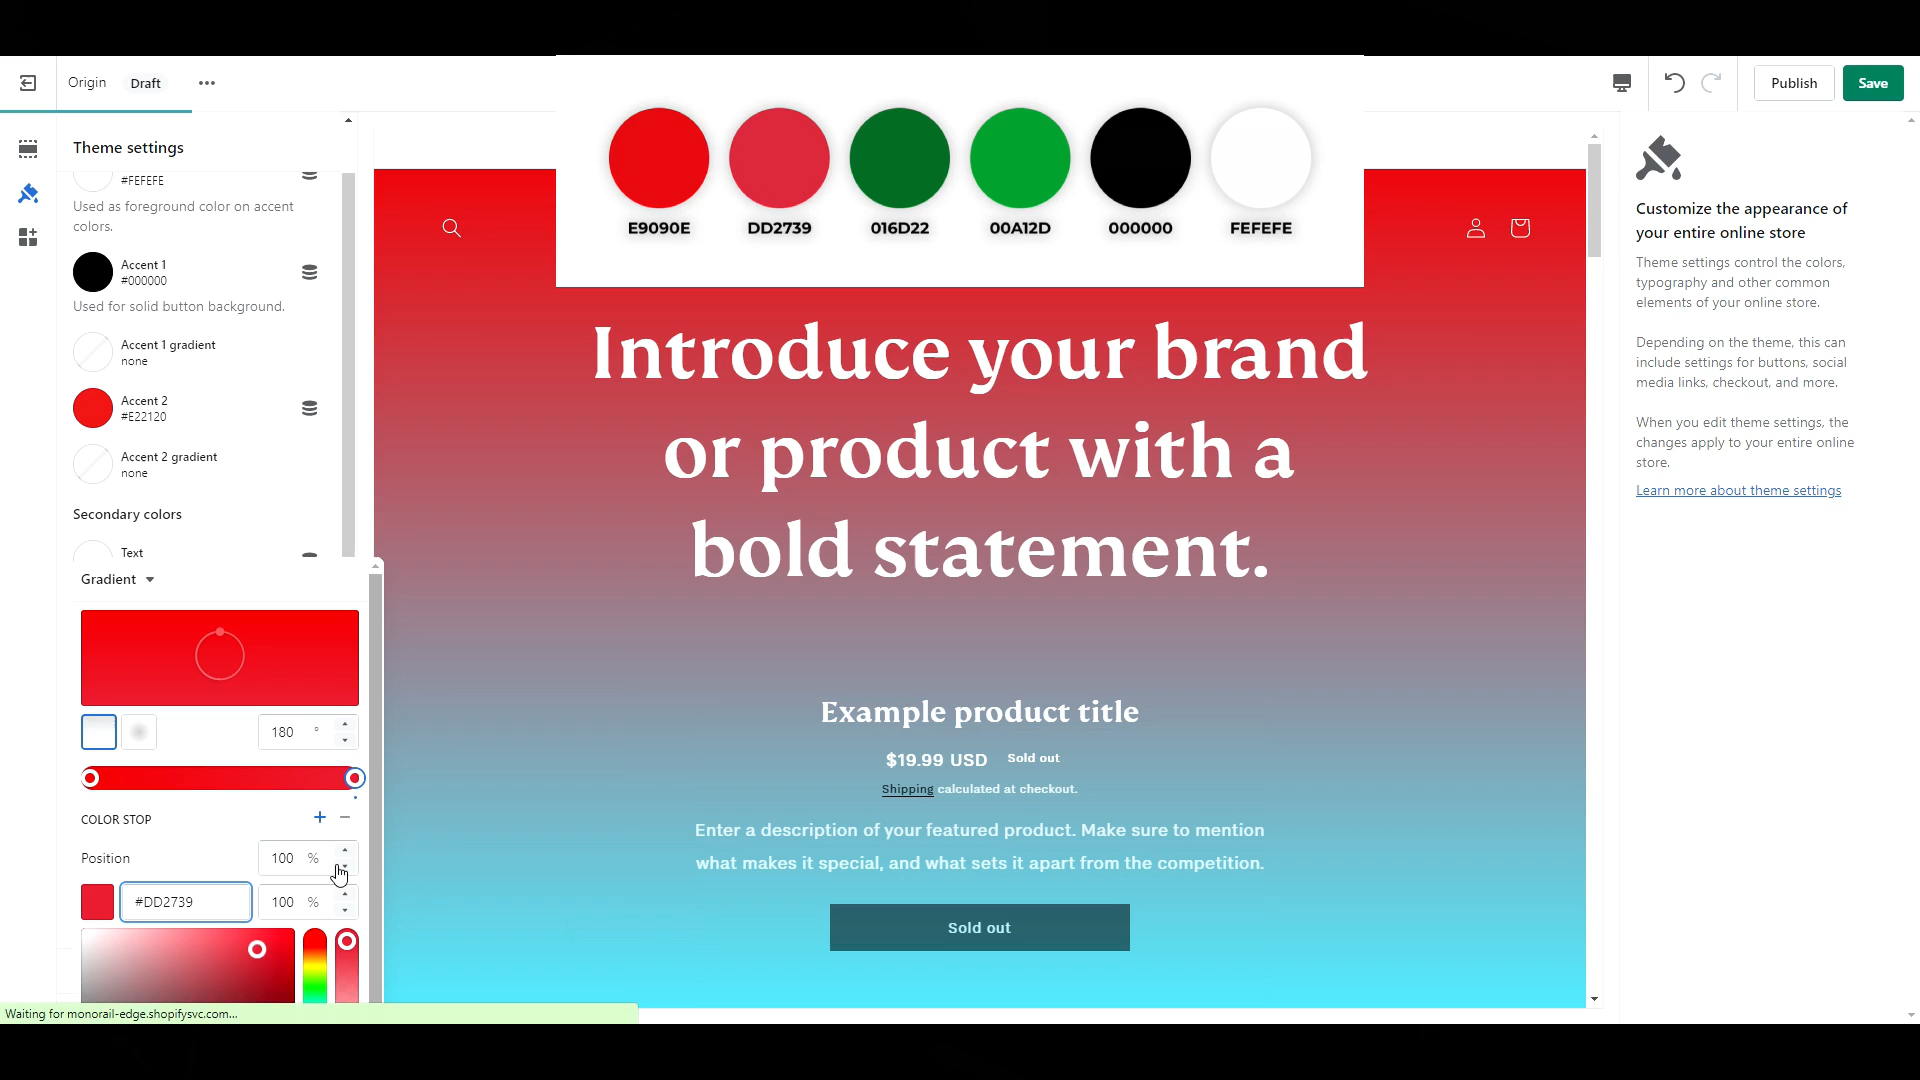 Origin Draft
Publish
Save
E9090E DD2739 016D22 00A12D 000000 FEFEFE
Theme settings
#FEFEFE
Used as foreground color on accent
colors.
Accent 1
#000000
Used for solid button background.
Accent 1 gradient
none
Accent 2
#E22120
Accent 2 gradient
none
Secondary colors
Text
Gradient
180 °
COLOR STOP
Position
100 %
#DD2739
100 %
Waiting for monorail-edge.shopifysvc.com...
Introduce your brand
or product with a
bold statement.
Example product title
$19.99 USD Sold out
Shipping calculated at checkout.
Enter a description of your featured product. Make sure to mention
what makes it special, and what sets it apart from the competition.
Sold out
Customize the appearance of
your entire online store
Theme settings control the colors,
typography and other common
elements of your online store.
Depending on the theme, this can
include settings for buttons, social
media links, checkout, and more.
When you edit theme settings, the
changes apply to your entire online
store.
Learn more about theme settings